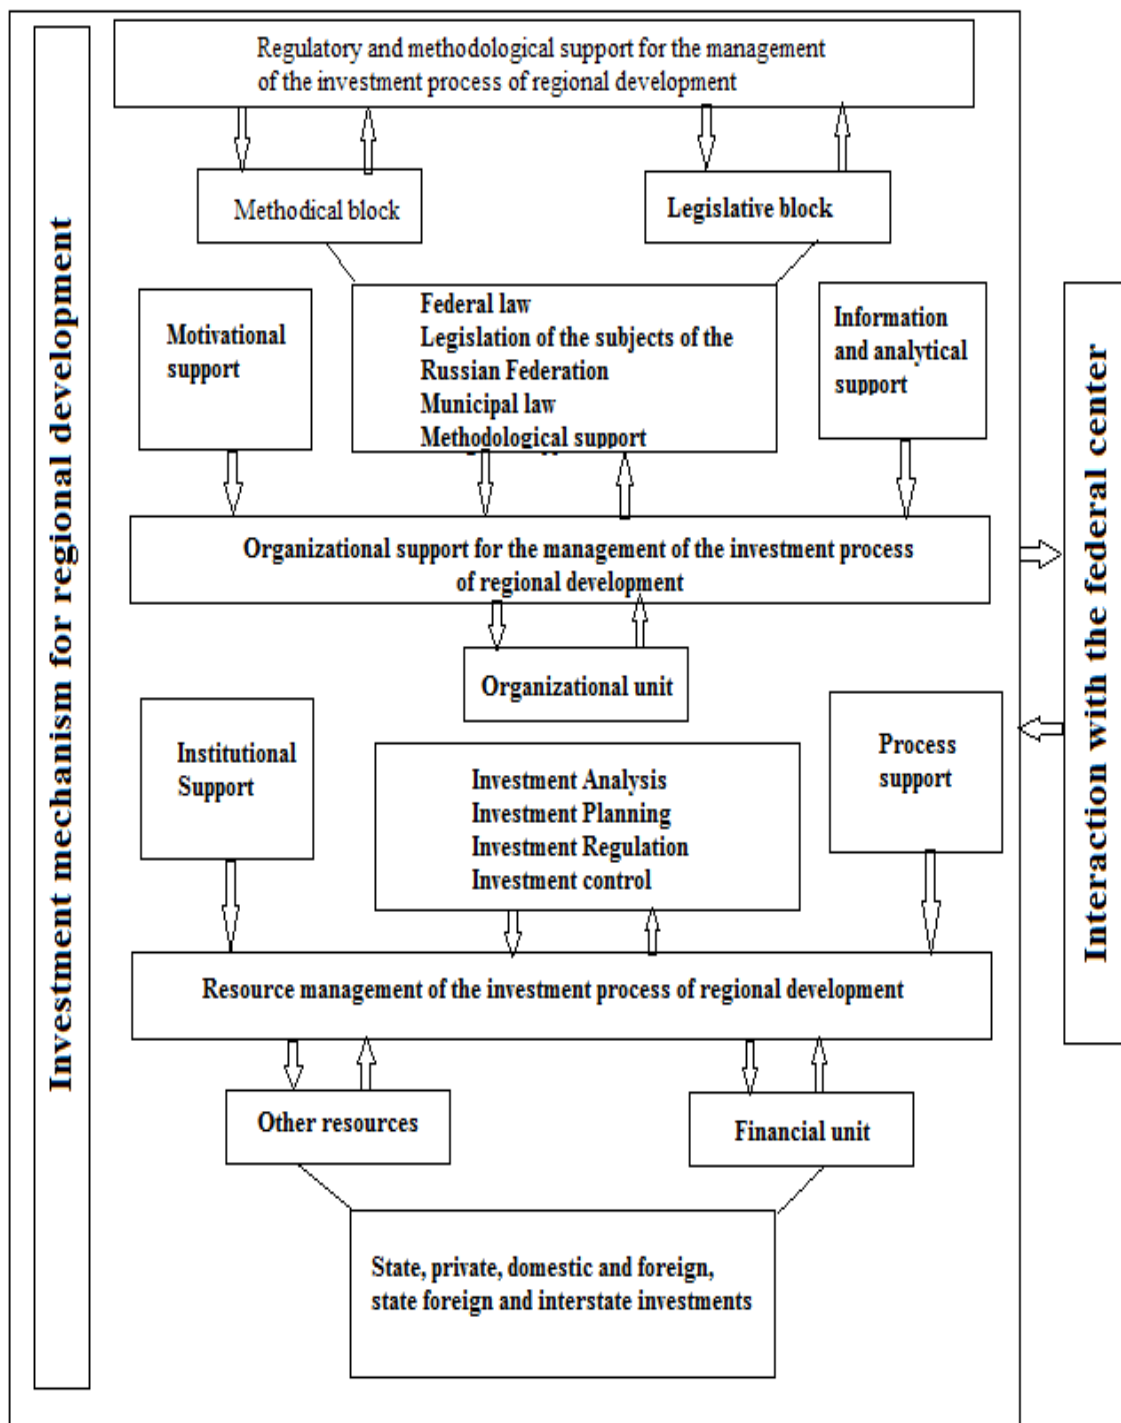 Investment mechanism for regional development
Regulatory and methodological support for the management
of the investment process of regional development
Methodical block
Legislative block
Motivational
support
Federal law
Legislation of the subjects of the
Russian Federation
Municipal law
Methodological support
Information
and analytical
support
Organizational support for the management of the investment process
of regional development
Organizational unit
Institutional
Support
Investment Analysis
Investment Planning
Investment Regulation
Investment control
Process
support
Resource management of the investment process of regional development
Other resources
Financial unit
State, private, domestic and foreign,
state foreign and interstate investments
Interaction with the federal center